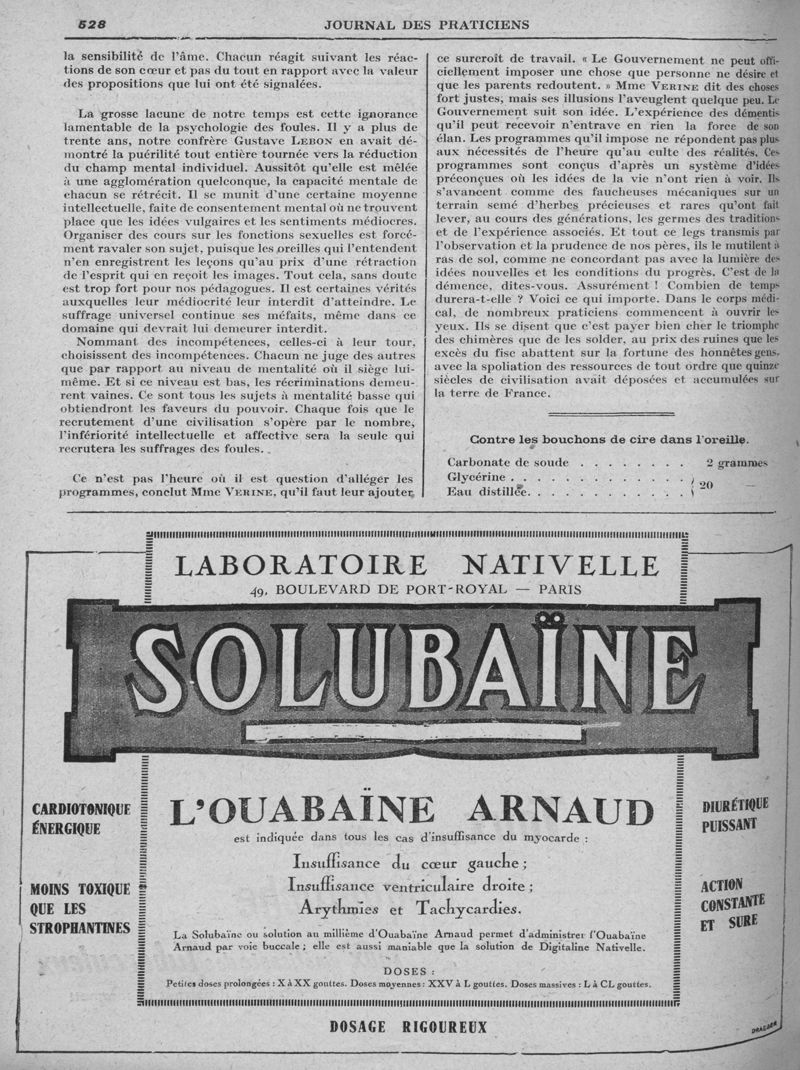 528
JOURNAL DES PRATICIENS
la sensibilité de l'âme. Chacun réagit suivant les réac-
tions de son cœur et pas du tout en rapport avec la valeur
des propositions que lui ont été signalées.
La grosse lacune de notre temps est cette ignorance
lamentable de la psychologie des foules. Il y a plus de
trente ans, notre confrère Gustave LEBON en avait dé-
montré la puérilité tout entière tournée vers la réduction
du champ mental individuel. Aussitôt qu'elle est mêlée
à une agglomération quelconque, la capacité mentale de
chacun se rétrécit. Il se munit d'une certaine moyenne
intellectuelle, faite de consentement mental où ne trouvent
place que les idées vulgaires et les sentiments médiocres.
Organiser des cours sur les fonctions sexuelles est forcé-
ment ravaler son sujet, puisque les oreilles qui l'entendent
n'en enregistrent les leçons qu'au prix d'une rétraction
de l'esprit qui en reçoit les images. Tout cela, sans doute
est trop fort pour nos pédagogues. Il est certaines vérités
auxquelles leur médiocrité leur interdit d'atteindre. Le
suffrage universel continue ses méfaits, même dans ce
domaine qui devrait lui demeurer interdit.
Nommant des incompétences, celles-ci à leur tour,
choisissent des incompétences. Chacun ne juge des autres
que par rapport au niveau de mentalité où il siège lui-
même. Et si ce niveau est bas, les récriminations demeu-
rent vaines. Ce sont tous les sujets à mentalité basse qui
obtiendront les faveurs du pouvoir. Chaque fois que le
recrutement d'une civilisation s'opère par le nombre,
l'infériorité intellectuelle et affective sera la seule qui
recrutera les suffrages des foules.
Ce n'est pas l'heure où il est question d'alléger les
programmes, conclut Mme VERINE, qu'il faut leur ajouter
ce surcroît de travail. « Le Gouvernement ne peut offi-
ciellement imposer une chose que personne ne désire et
que les parents redoutent. » Mme VERINE dit des choses
fort justes, mais ses illusions l'aveuglent quelque peu. Le
Gouvernement suit son idée. L'expérience des démentis
qu'il peut recevoir n'entrave en rien la force de son
élan. Les programmes qu'il impose ne répondent pas plus
aux nécessités de l'heure qu'au culte des réalités. Ces
programmes sont conçus d'après un système d'idées
préconçues où les idées de la vie n'ont rien à voir. Ils
s'avancent comme des faucheuses mécaniques sur un
terrain semé d'herbes précieuses et rares qu'ont fait
lever, au cours des générations, les germes des traditions
et de l'expérience associés. Et tout ce legs transmis par
l'observation et la prudence de nos pères, ils le mutilent à
ras de sol, comme ne concordant pas avec la lumière des
idées nouvelles et les conditions du progrès. C'est de la
démence, dites-vous. Assurément ! Combien de temps
durera-t-elle ? Voici ce qui importe. Dans le corps médi-
cal, de nombreux praticiens commencent à ouvrir les
yeux. Ils se disent que c'est payer bien cher le triomphe
des chimères que de les solder, au prix des ruines que les
excès du fisc abattent sur la fortune des honnêtes gens,
avec la spoliation des ressources de tout ordre que quinze
siècles de civilisation avait déposées et accumulées sur
la terre de France.
Contre les bouchons de cire dans l'oreille.
Carbonate de soude . . . . . . . . 2 grammes
Glycérine . . . . . . . . . . . . . } 20 —
Eau distillée. . . . . . . . . . . . }
LABORATOIRE NATIVELLE
49, BOULEVARD DE PORT-ROYAL — PARIS
SOLUBAÏNE
CARDIOTONIQUE
ÉNERGIQUE
MOINS TOXIQUE
QUE LES
STROPHANTINES
L'OUABAÏNE ARNAUD
est indiquée dans tous les cas d'insuffisance du myocarde :
Insuffisance du cœur gauche ;
Insuffisance ventriculaire droite ;
Arythmies et Tachycardies.
La Solubaïne ou solution au millième d'Ouabaïne Arnaud permet d'administrer l'Ouabaïne
Arnaud par voie buccale ; elle est aussi maniable que la solution de Digitaline Nativelle.
DOSES :
Petites doses prolongées : X à XX gouttes. Doses moyennes : XXV à L gouttes. Doses massives : L à CL gouttes.
DIURÉTIQUE
PUISSANT
ACTION
CONSTANTE
ET SURE
DOSAGE RIGOUREUX
DRAEGER